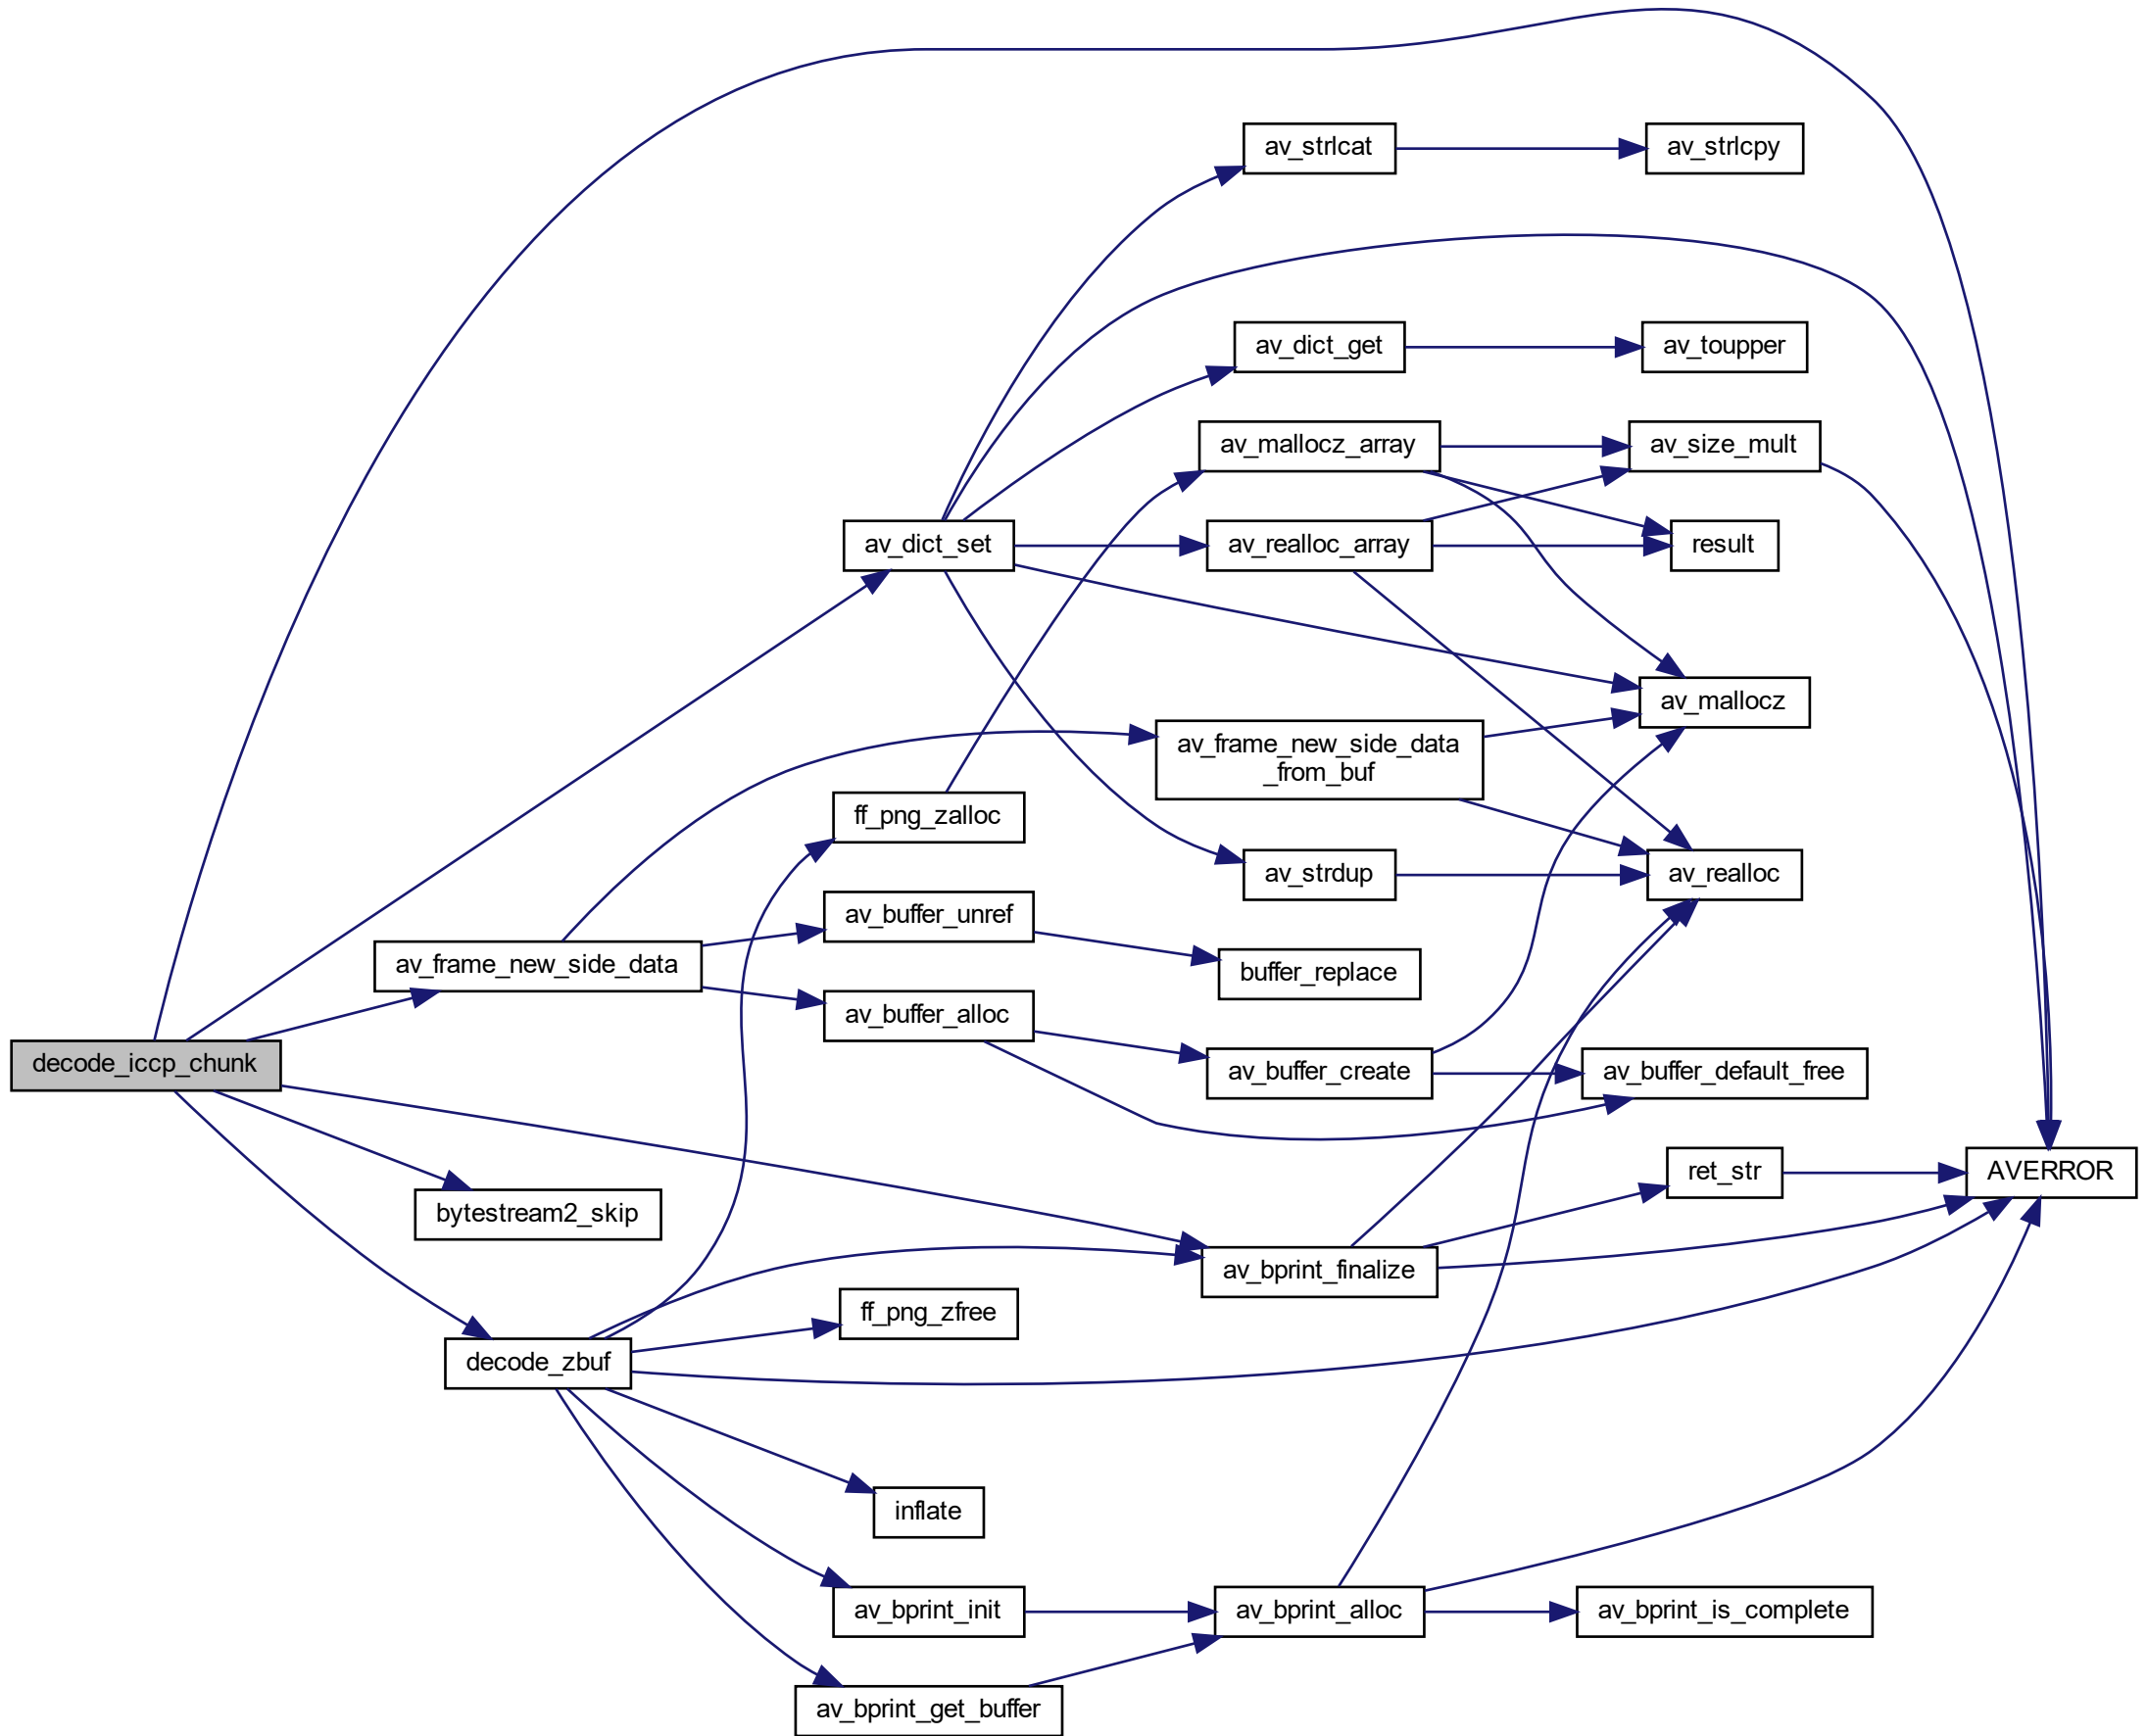 av_strlcat
av_strlcpy
av_dict_get
av_toupper
av_mallocz_array
av_size_mult
av_dict_set
av_realloc_array
result
av_mallocz
av_frame_new_side_data
_from_buf
ff_png_zalloc
av_strdup
av_realloc
av_buffer_unref
av_frame_new_side_data
buffer_replace
av_buffer_alloc
decode_iccp_chunk
av_buffer_create
av_buffer_default_free
ret_str
AVERROR
bytestream2_skip
av_bprint_finalize
ff_png_zfree
decode_zbuf
inflate
av_bprint_init
av_bprint_alloc
av_bprint_is_complete
av_bprint_get_buffer